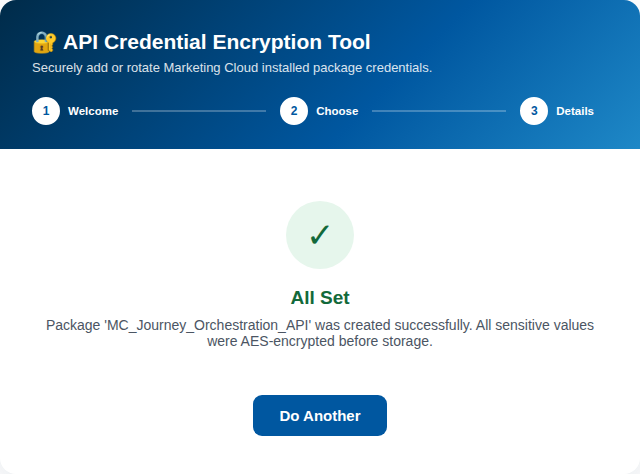 🔐 API Credential Encryption Tool
Securely add or rotate Marketing Cloud installed package credentials.
1 Welcome 2 Choose 3 Details
✓
All Set
Package 'MC_Journey_Orchestration_API' was created successfully. All sensitive values
were AES-encrypted before storage.
Do Another